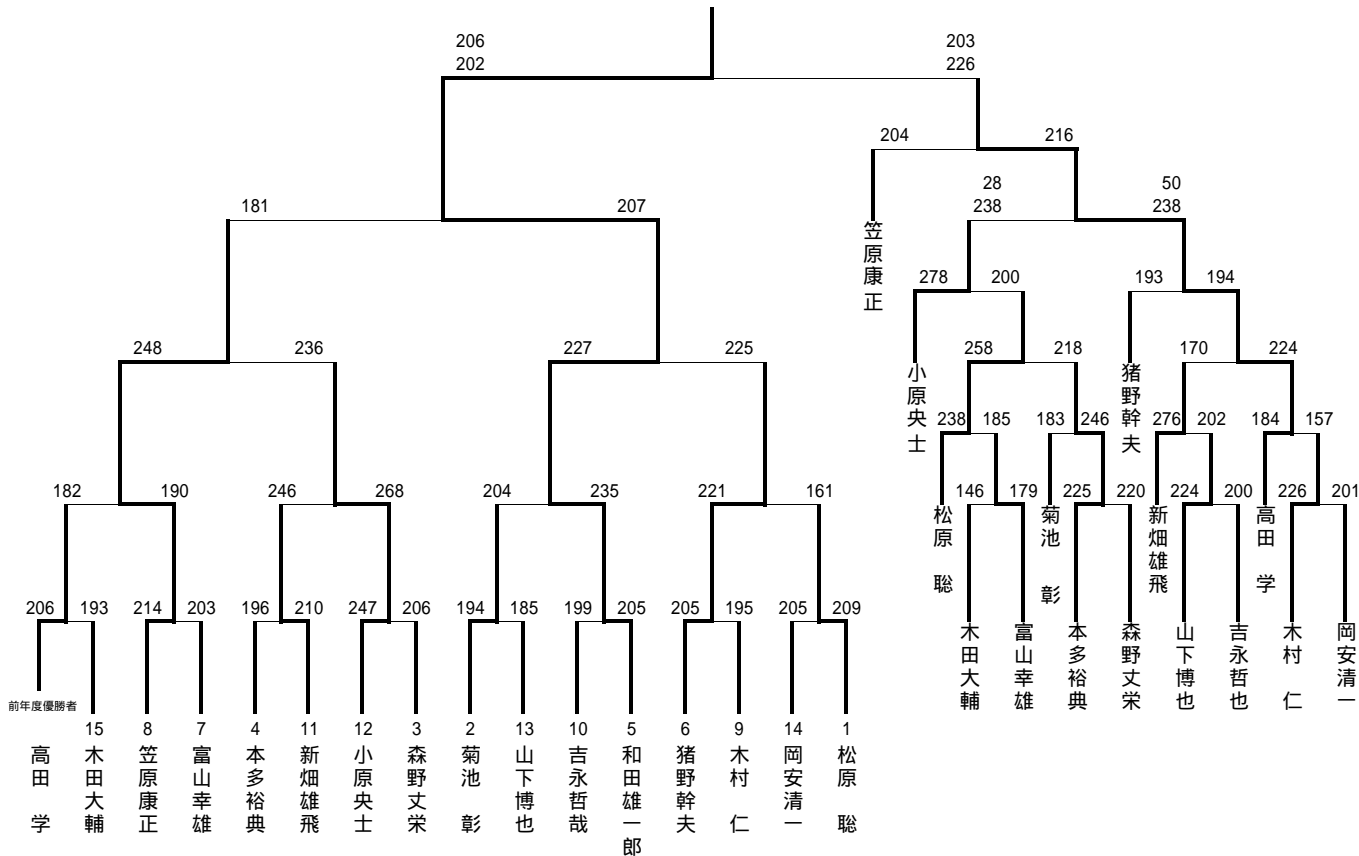 206 203
202 226
204 216
28 50
181 207 238 238
笠原康正
278 200 193 194
248 236 227 225 258 218 170 224
小原央士
猪野幹夫
238 185 183 246 276 202 184 157
182 190 246 268 204 235 221 161 146 179 225 220 224 200 226 201
松原 聡
菊池 彰
新畑雄飛
高田 学
206 193 214 203 196 210 247 206 194 185 199 205 205 195 205 209
木田大輔
富山幸雄
本多裕典
森野丈栄
山下博也
吉永哲也
木村 仁
岡安清一
前年度優勝者
15 8 7 4 11 12 3 2 13 10 5 6 9 14 1
高田 学
木田大輔
笠原康正
富山幸雄
本多裕典
新畑雄飛
小原央士
森野丈栄
菊池 彰
山下博也
吉永哲哉
和田雄一郎
猪野幹夫
木村 仁
岡安清一
松原 聡